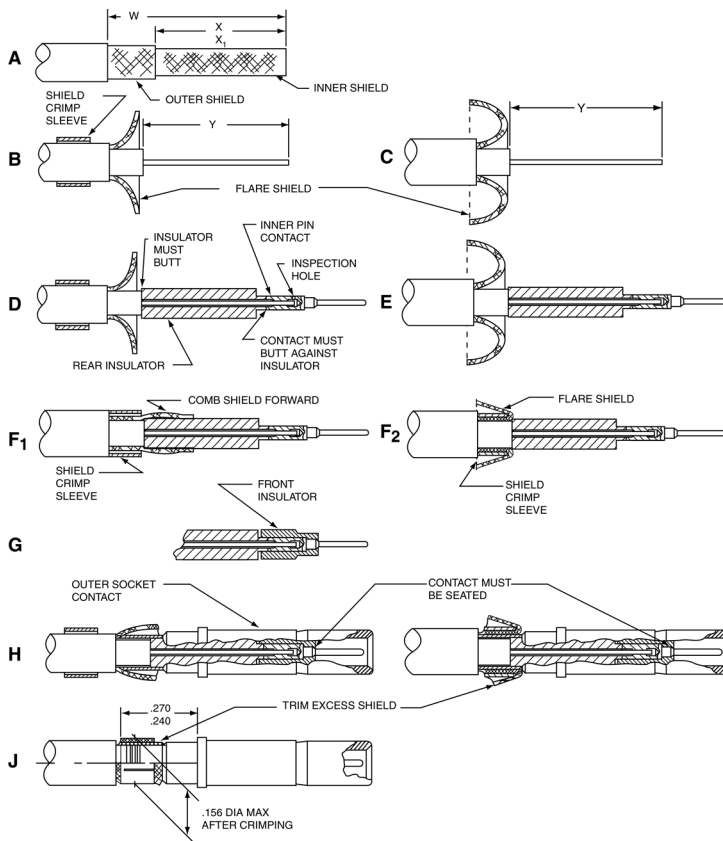 W
X
X1
A
INNER SHIELD
OUTER SHIELD
SHIELD
CRIMP
SLEEVE
Y
B
Y
C
FLARE SHIELD
INSULATOR
MUST
BUTT
INNER PIN
CONTACT
INSPECTION
HOLE
D
E
CONTACT MUST
BUTT AGAINST
INSULATOR
REAR INSULATOR
COMB SHIELD FORWARD
FLARE SHIELD
F1
F2
SHIELD
CRIMP
SLEEVE
SHIELD
CRIMP
SLEEVE
FRONT
INSULATOR
G
OUTER SOCKET
CONTACT
CONTACT MUST
BE SEATED
H
.270
.240
TRIM EXCESS SHIELD
J
.156 DIA MAX
AFTER CRIMPING